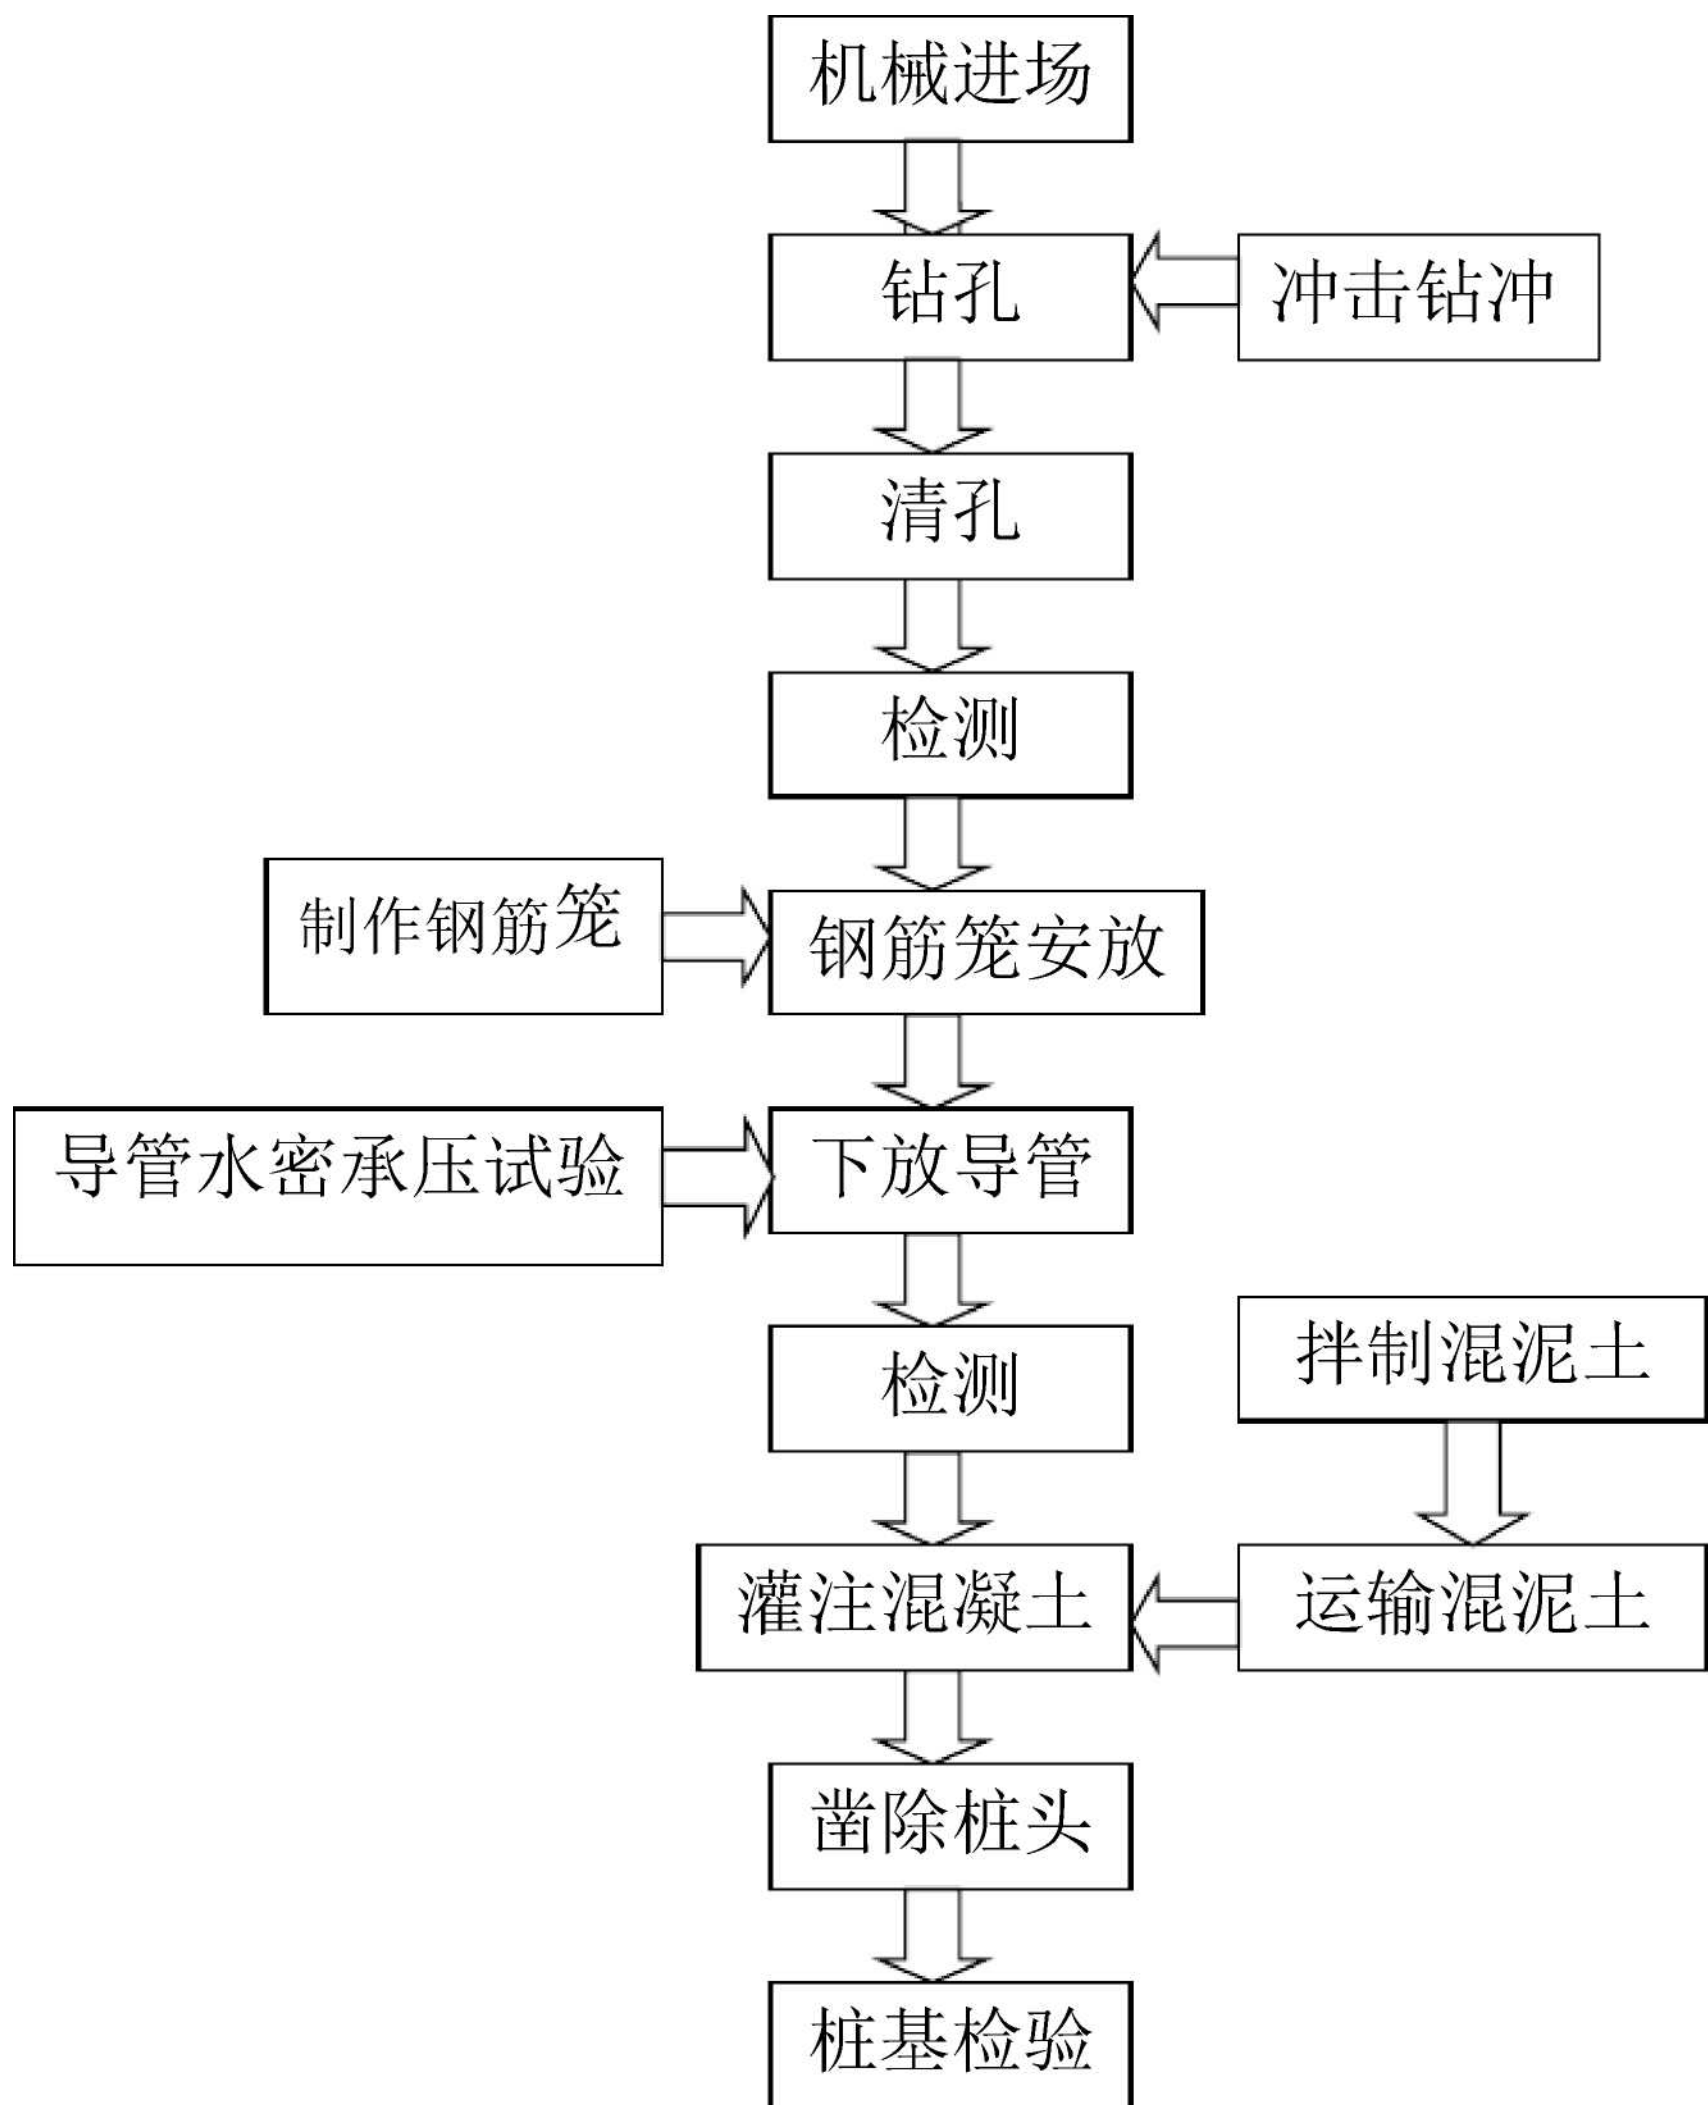 机械进场
钻孔
冲击钻冲
清孔
检测
制作钢筋笼
钢筋笼安放
导管水密承压试验
下放导管
拌制混泥土
检测
灌注混凝土
运输混泥土
凿除桩头
桩基检验